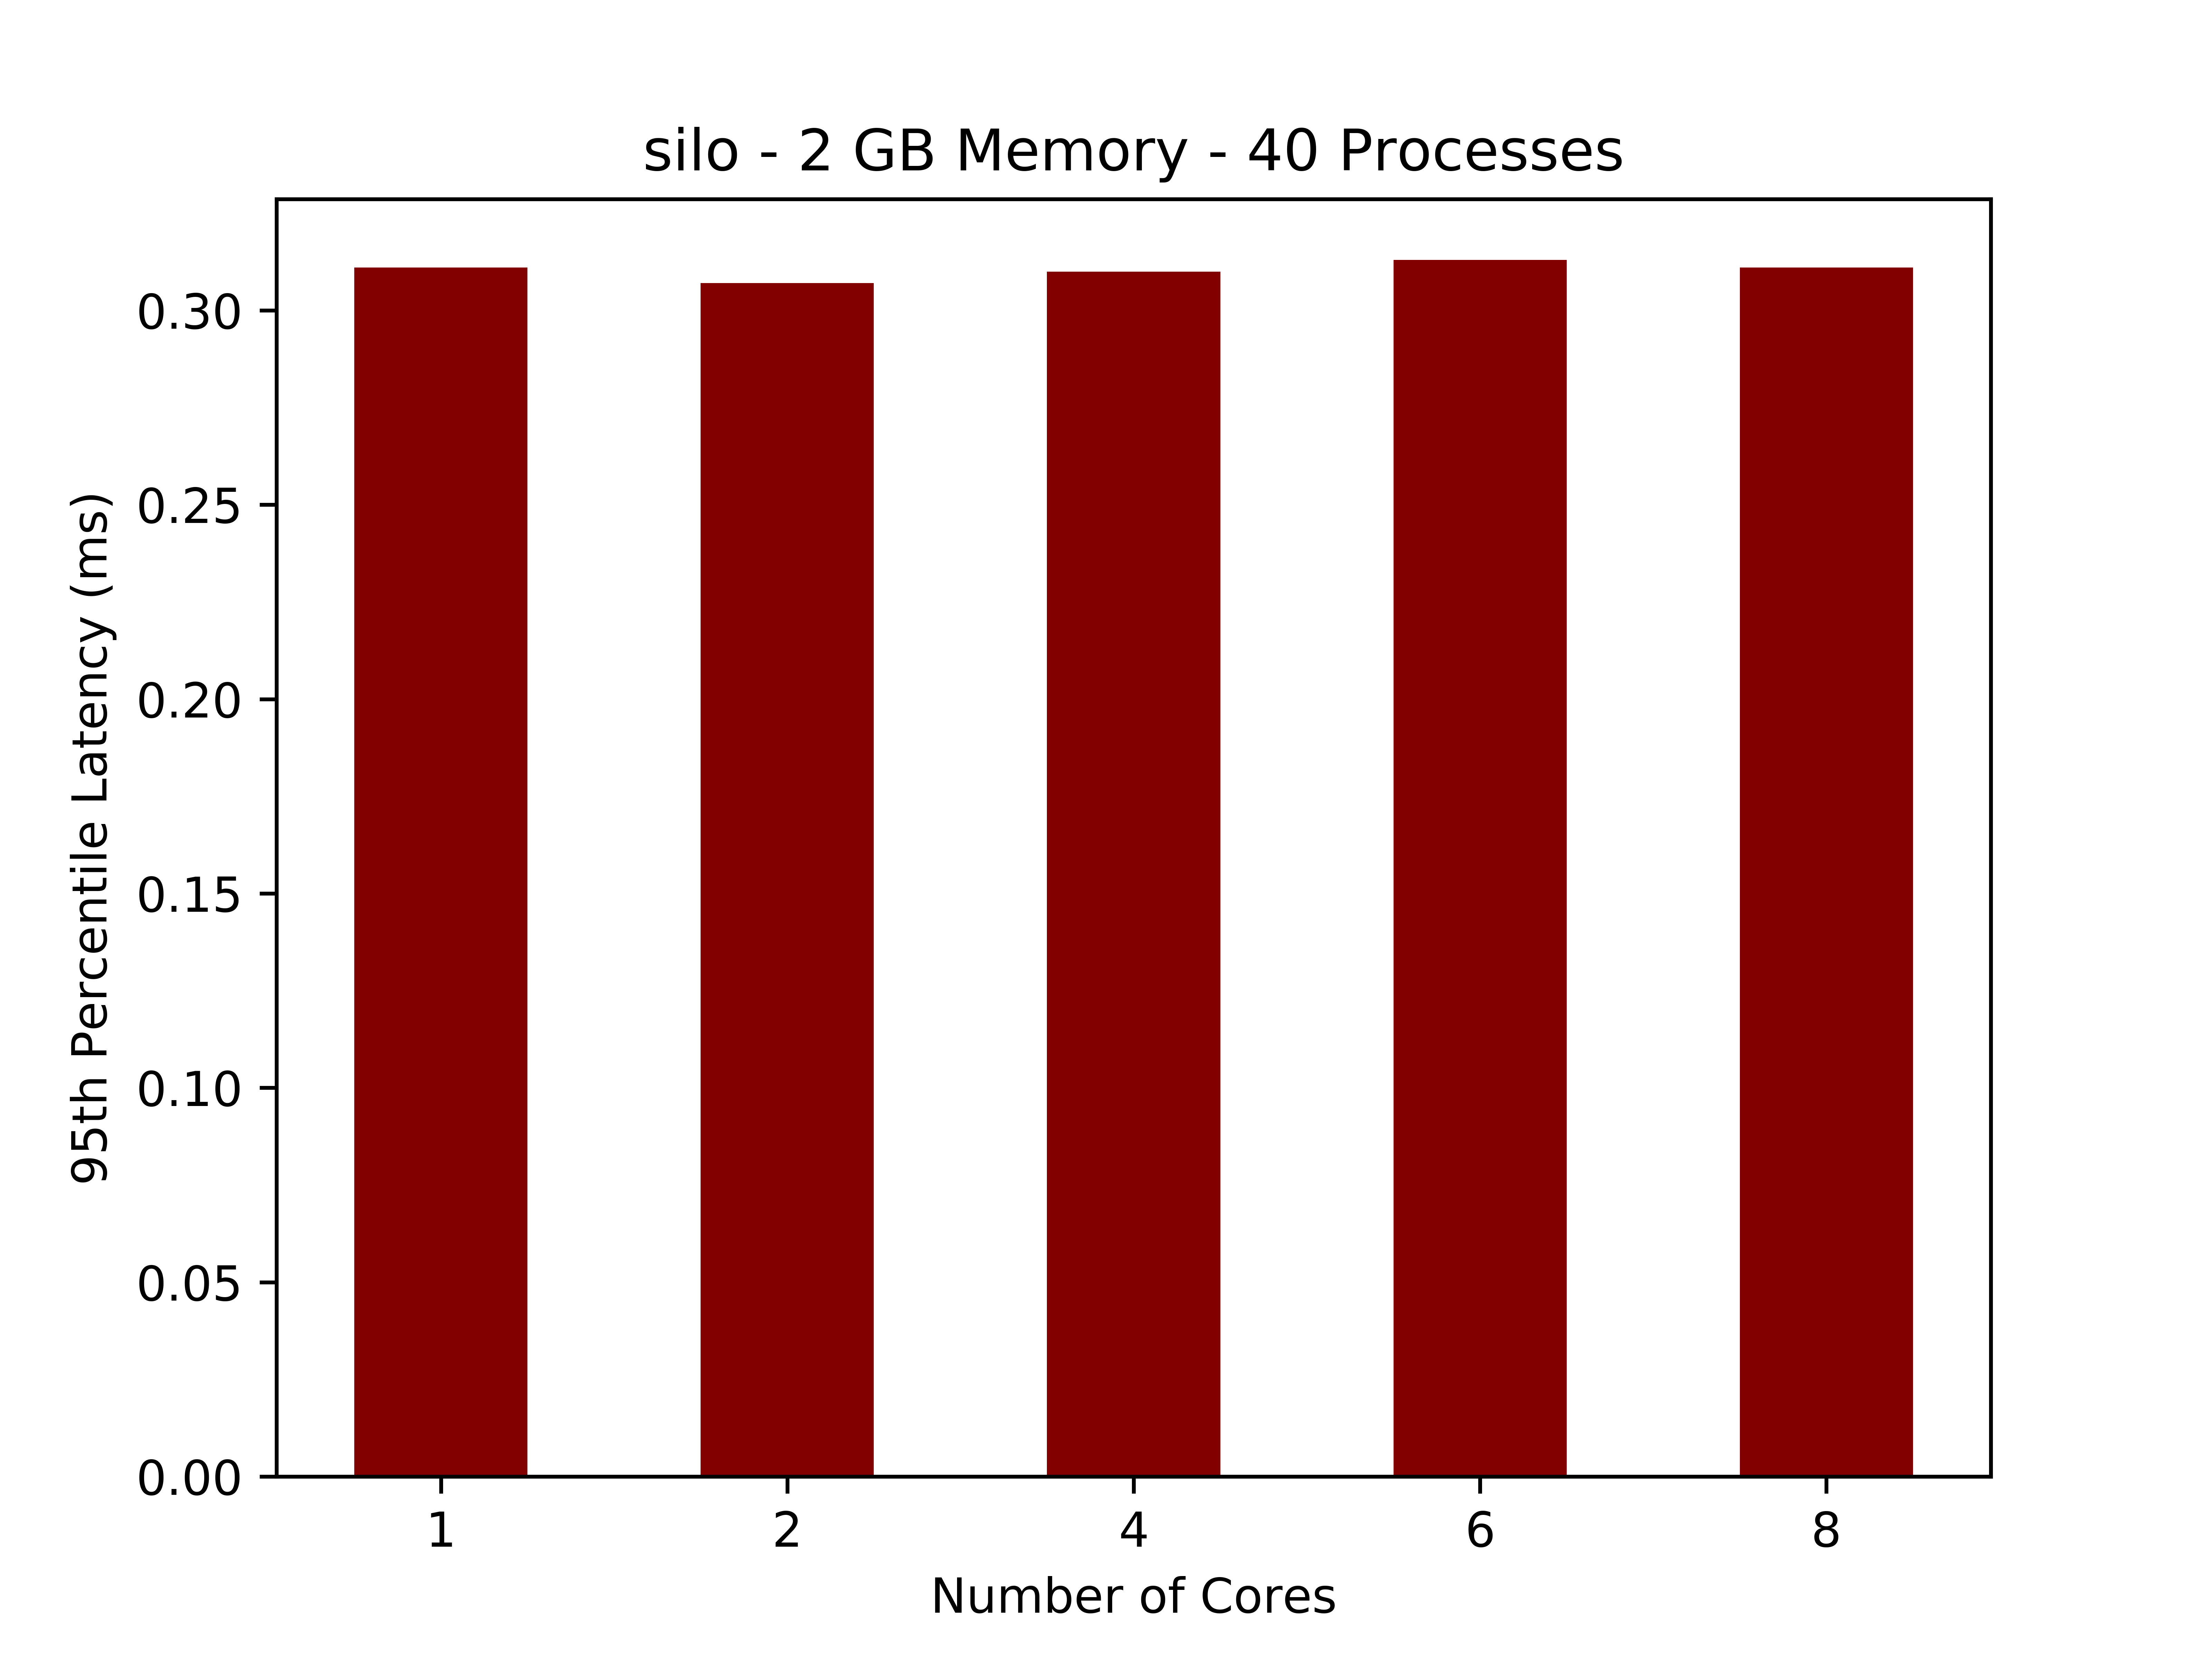 silo - 2 GB Memory - 40 Processes
95th Percentile Latency (ms)
0.30
0.25
0.20
0.15
0.10
0.05
0.00
1 2 4 6 8
Number of Cores